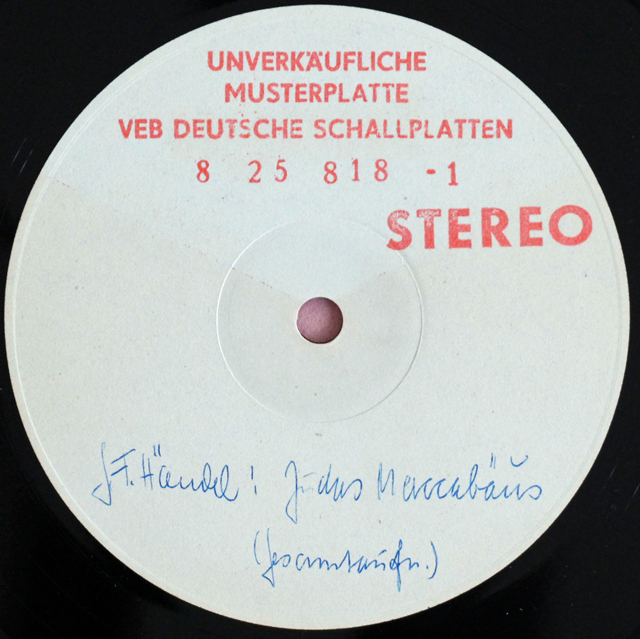 UNVERKÄUFLICHE
MUSTERPLATTE
VEB DEUTSCHE SCHALLPLATTEN
8 25 818 -1
STEREO
G.F. Händel: Judas Maccabäus
(Gesamtaufn.)